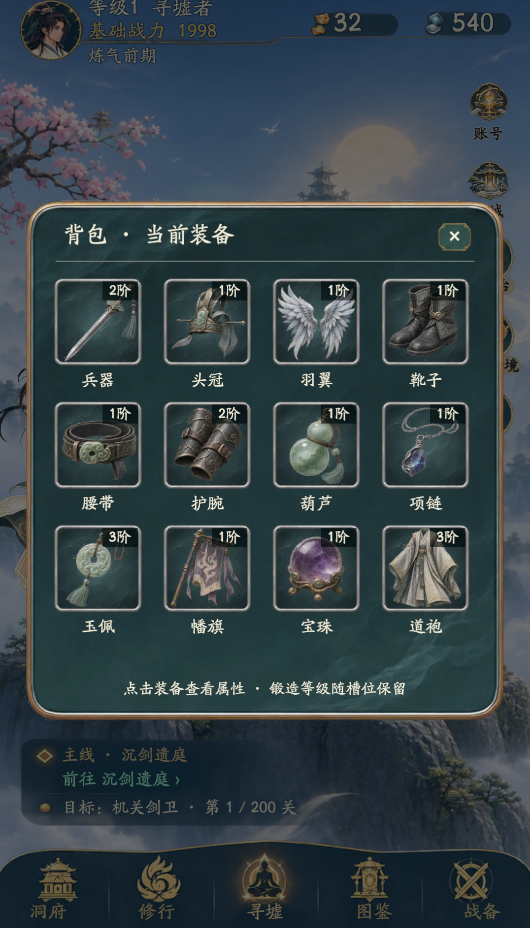 等级1 寻墟者
基础战力 1998
炼气前期
32
540
账号
背包 · 当前装备
×
2阶
1阶
1阶
1阶
兵器
头冠
羽翼
靴子
1阶
2阶
1阶
1阶
腰带
护腕
葫芦
项链
3阶
1阶
1阶
3阶
玉佩
幡旗
宝珠
道袍
境
点击装备查看属性 · 锻造等级随槽位保留
主线 · 沉剑遗庭
前往 沉剑遗庭 ›
目标: 机关剑卫 · 第 1 / 200 关
洞府
修行
寻墟
图鉴
战备